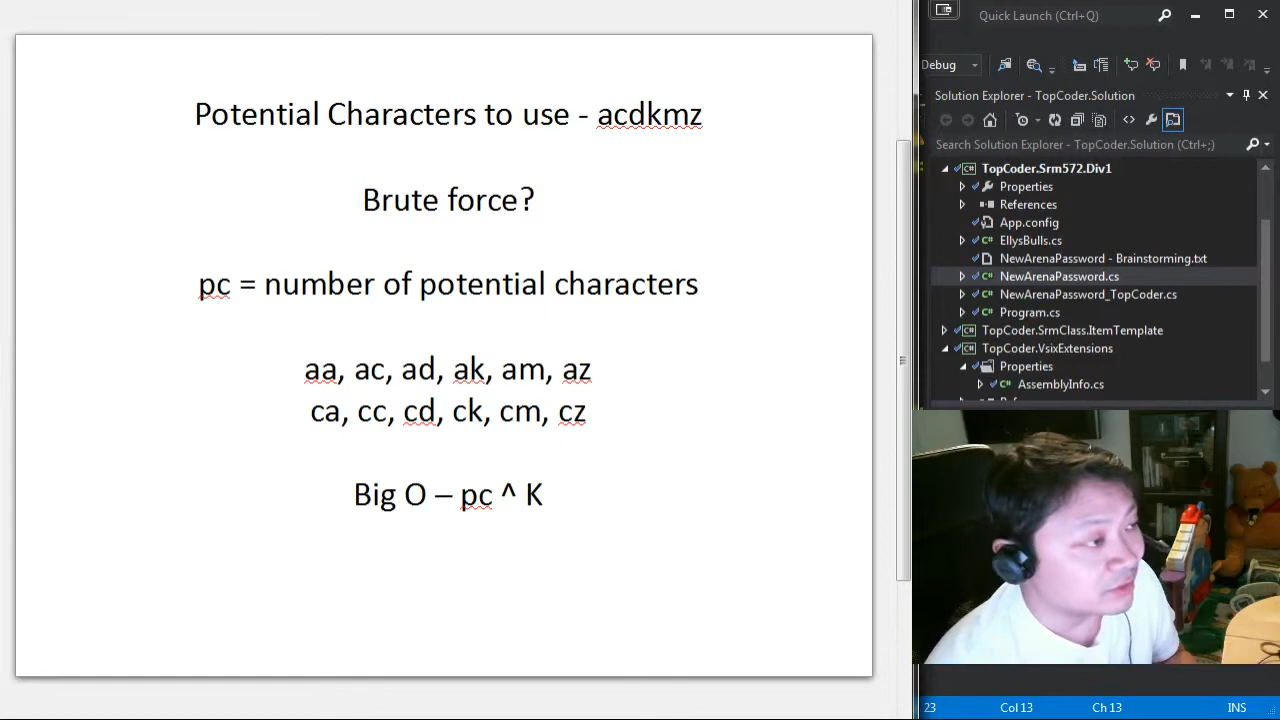 Potential Characters to use - acdkmz
Brute force?
pc = number of potential characters
aa, ac, ad, ak, am, az
ca, cc, cd, ck, cm, cz
Big O – pc ^ K
Quick Launch (Ctrl+Q)
Debug
Solution Explorer - TopCoder.Solution
Search Solution Explorer - TopCoder.Solution (Ctrl+;)
TopCoder.Srm572.Div1
Properties
References
App.config
EllysBulls.cs
NewArenaPassword - Brainstorming.txt
NewArenaPassword.cs
NewArenaPassword_TopCoder.cs
Program.cs
TopCoder.SrmClass.ItemTemplate
TopCoder.VsixExtensions
Properties
AssemblyInfo.cs
23 Col 13 Ch 13 INS